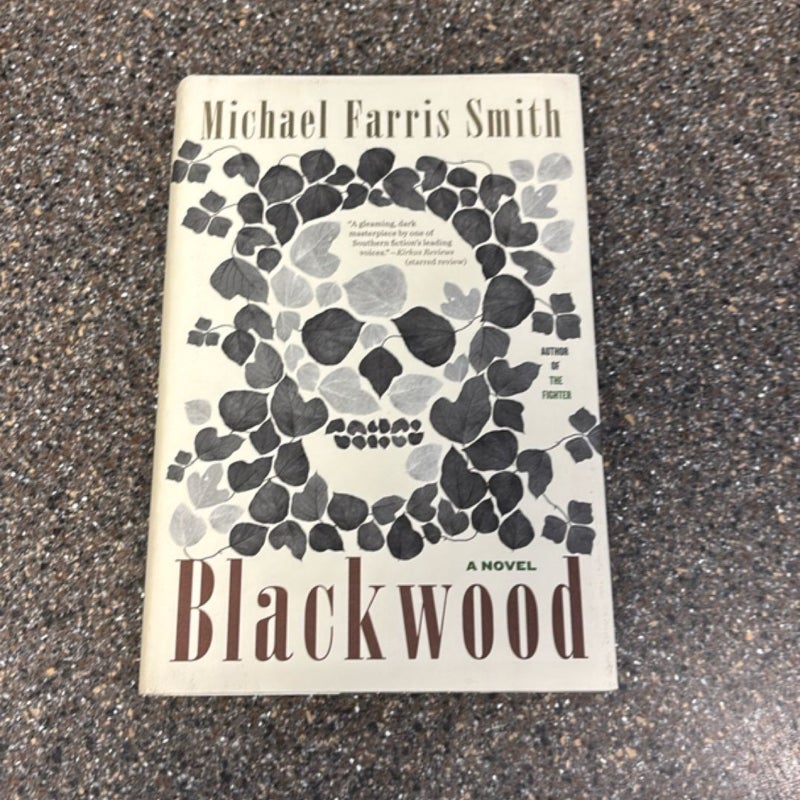 Michael Farris Smith
"A gleaming, dark
masterpiece by one of
Southern fiction's leading
voices."—Kirkus Reviews
(starred review)
AUTHOR
OF
THE
FIGHTER
A NOVEL
Blackwood